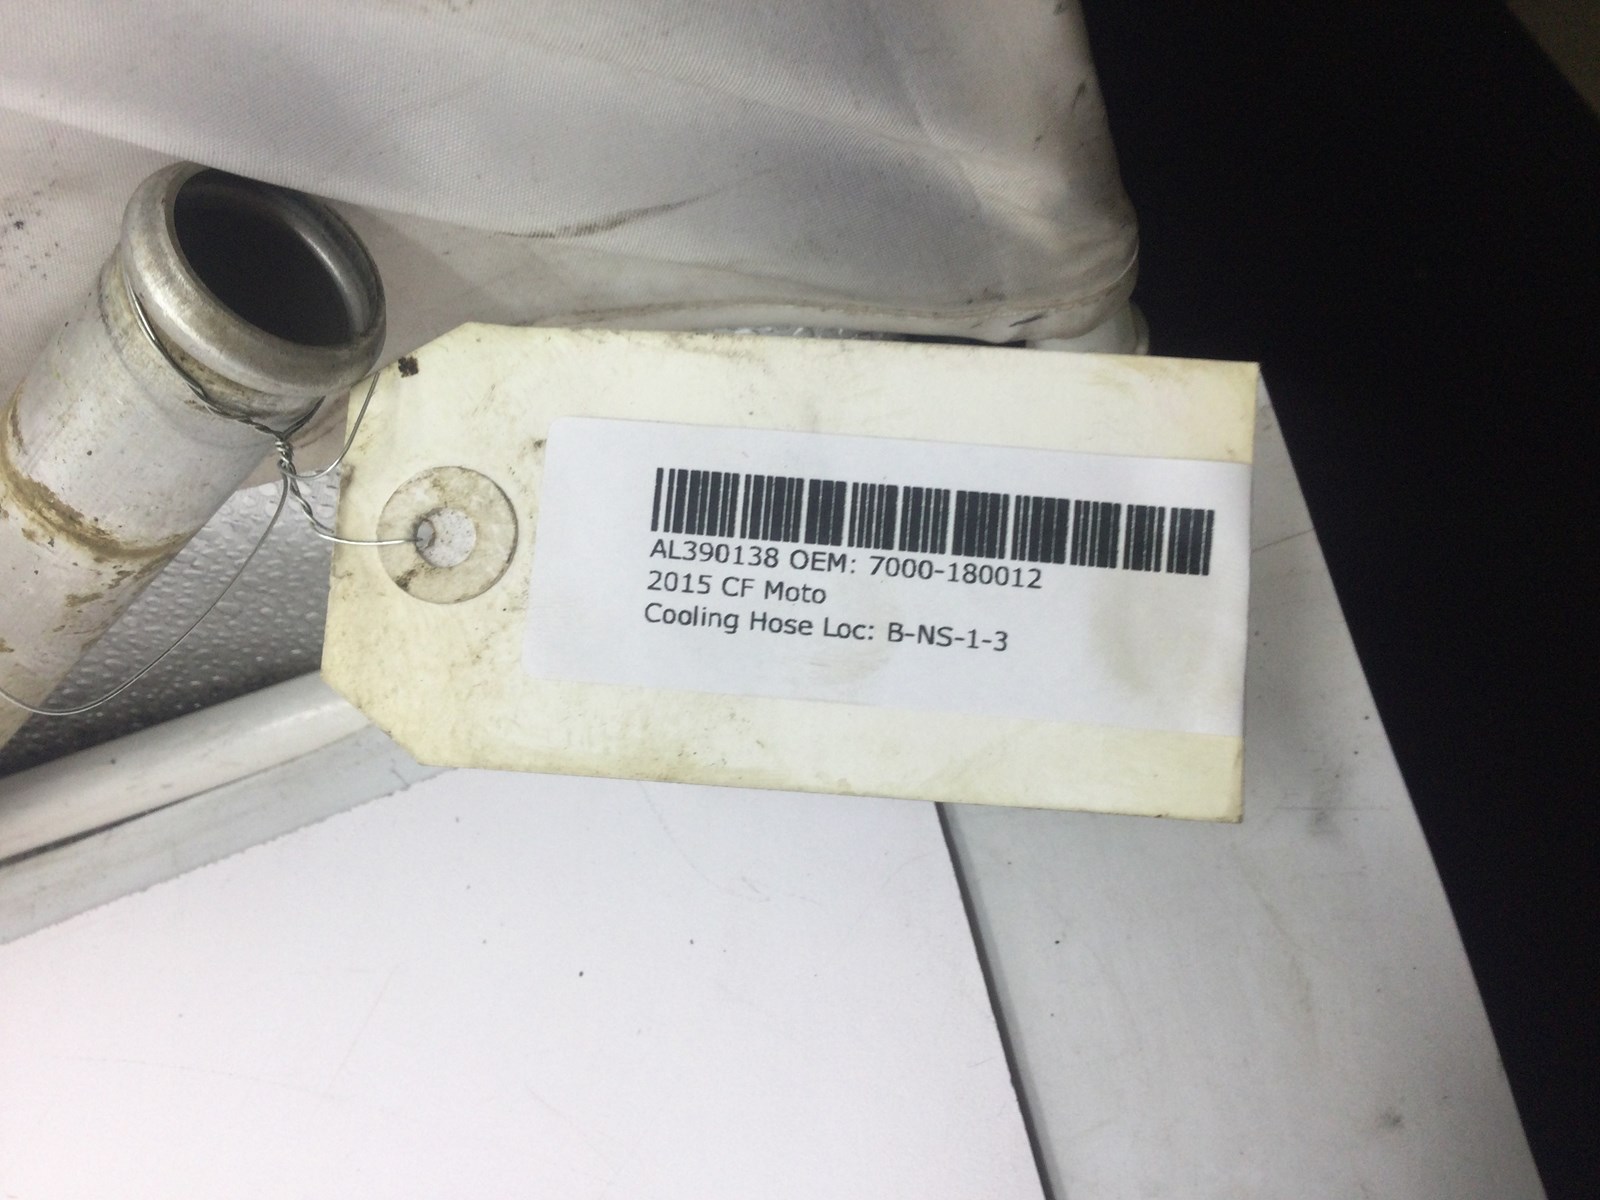 AL390138 OEM: 7000-180012
2015 CF Moto
Cooling Hose Loc: B-NS-1-3